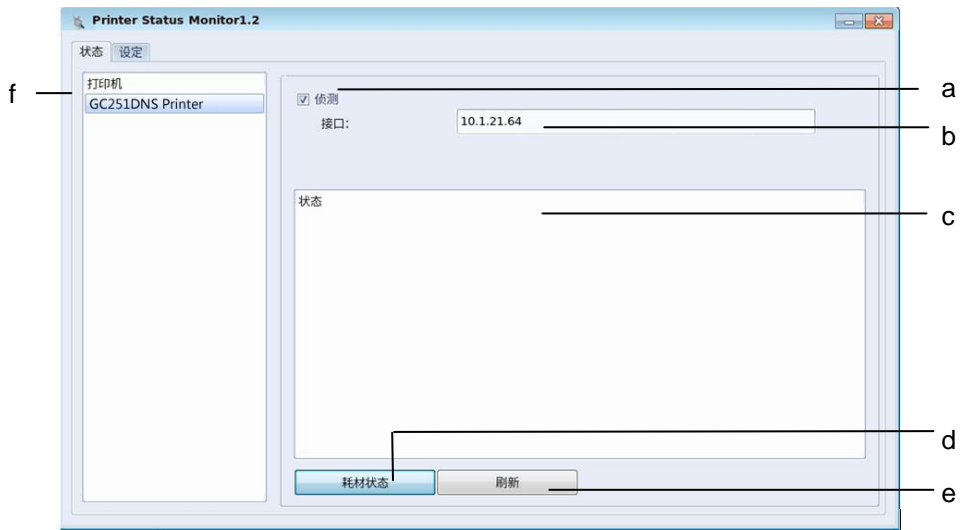 Printer Status Monitor1.2
状态 设定
f
打印机
GC251DNS Printer
侦测
a
接口：
10.1.21.64
b
状态
c
d
耗材状态
刷新
e